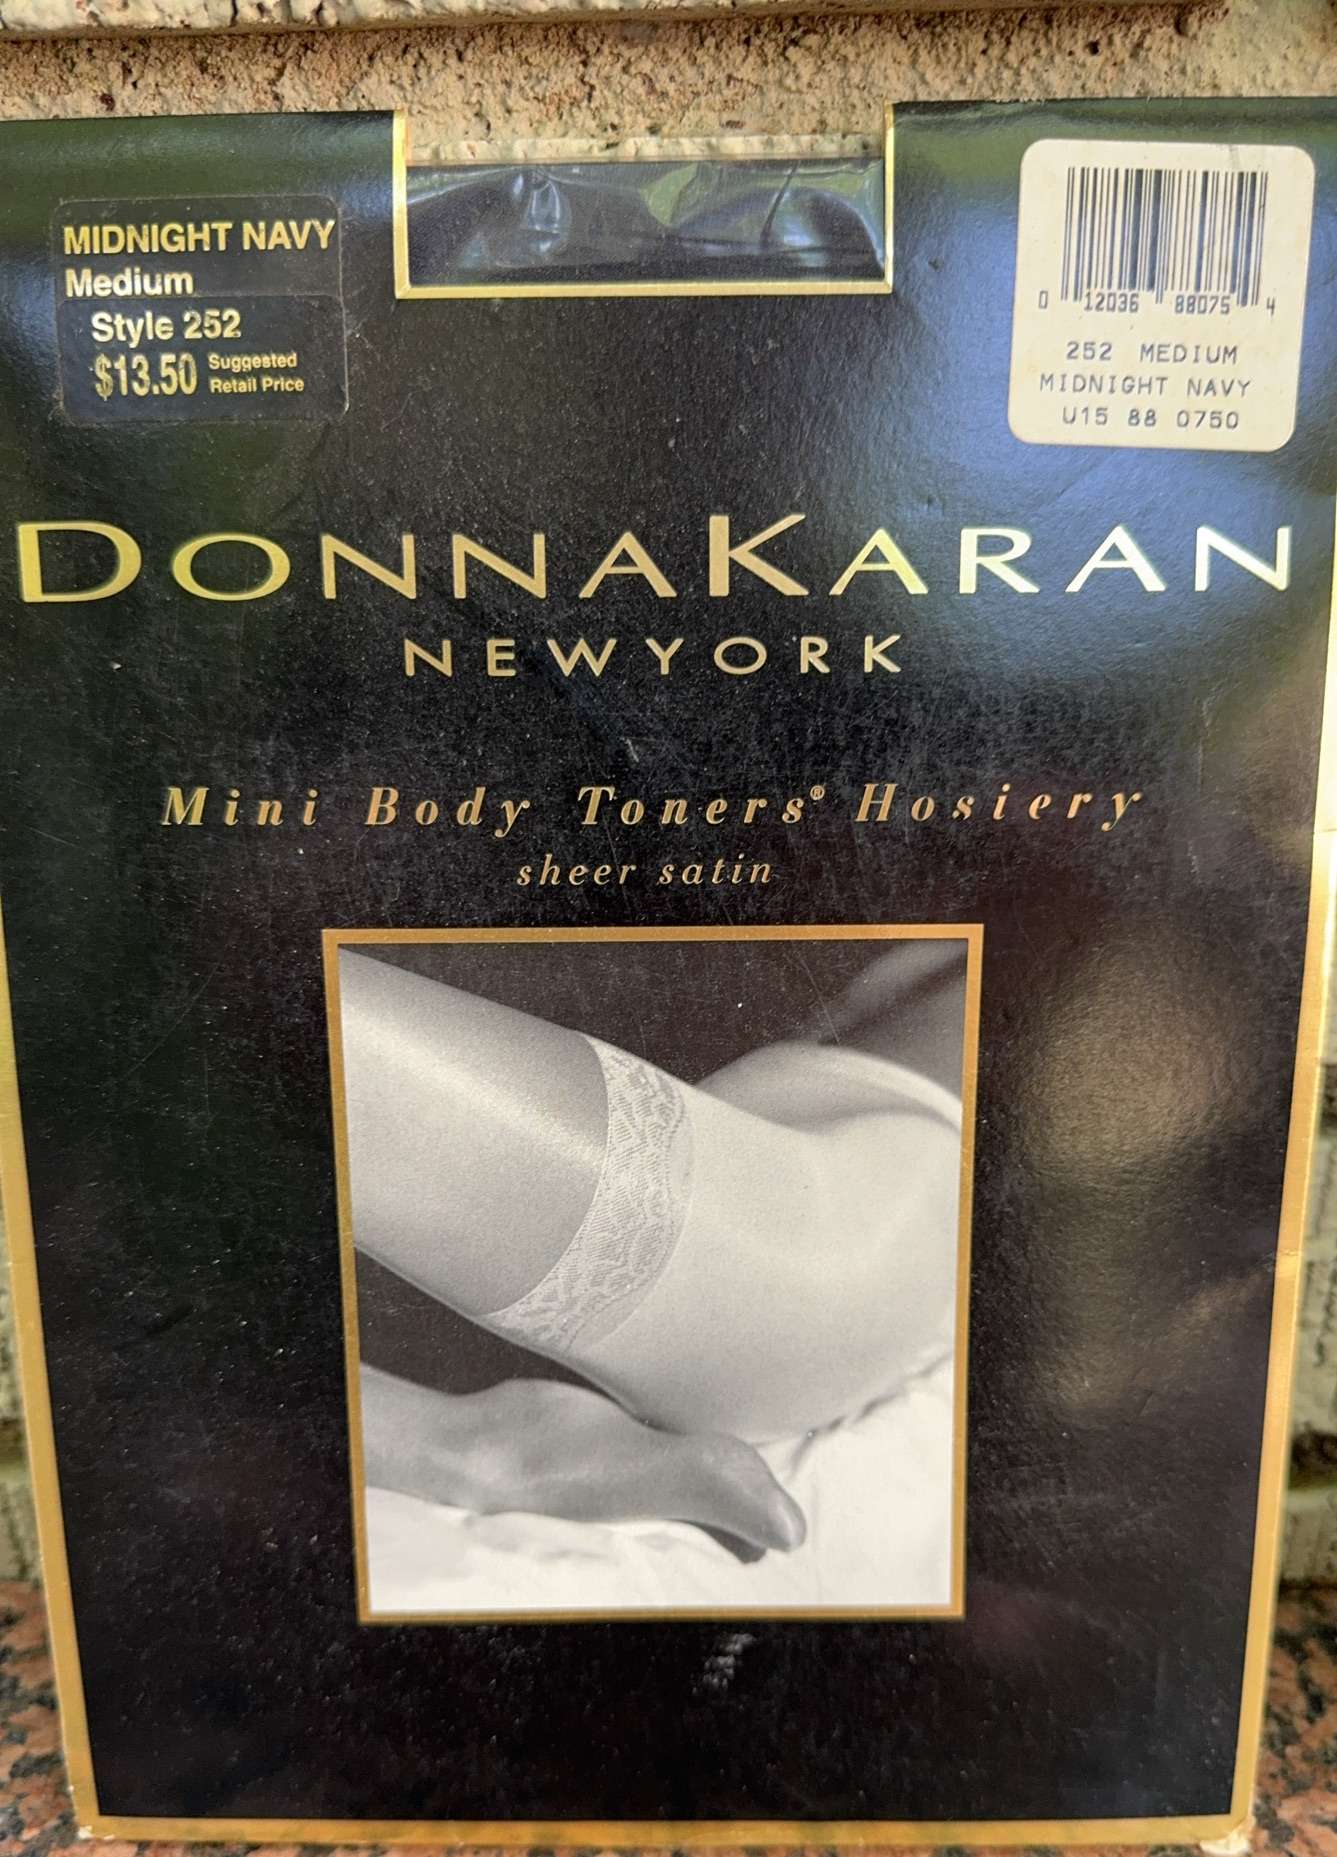 MIDNIGHT NAVY
Medium
Style 252
$13.50 Suggested
Retail Price
0 12036 88075 4
252 MEDIUM
MIDNIGHT NAVY
U15 88 0750
DONNAKARAN
NEWYORK
Mini Body Toners® Hosiery
sheer satin